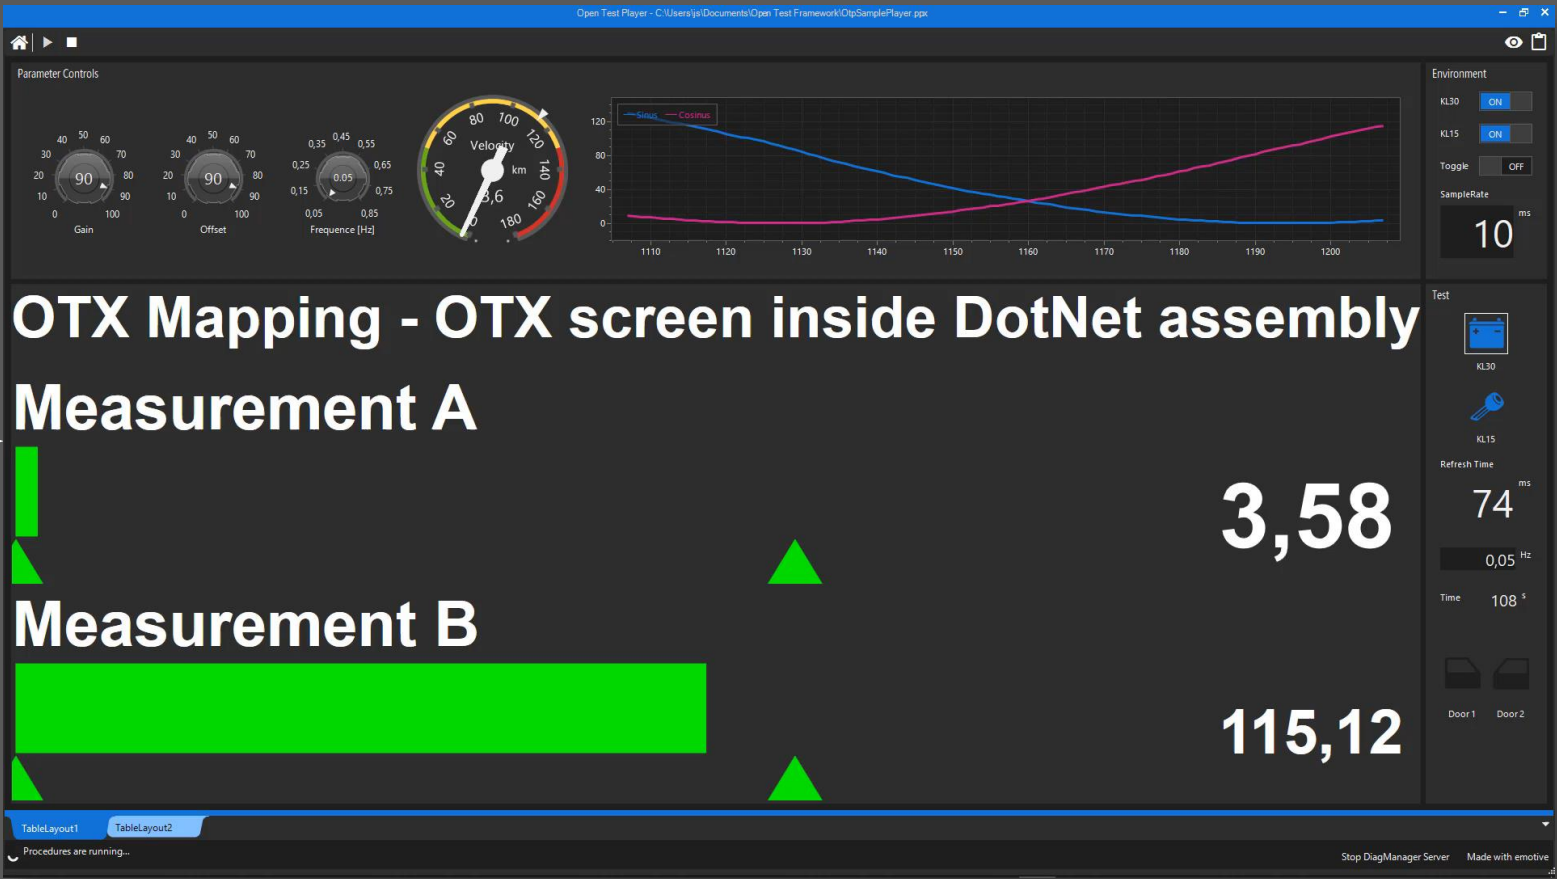 Open Test Player - C:\Users\js\Documents\Open Test Framework\OtpSamplePlayer.ppx
Parameter Controls
0 10 20 30 40 50 60 70 80 90 100
90
Gain
0 10 20 30 40 50 60 70 80 90 100
90
Offset
0,05 0,15 0,25 0,35 0,45 0,55 0,65 0,75 0,85
0.05
Frequence [Hz]
0 20 40 60 80 100 120 140 160 180
Velocity
km
3,6
Sinus Cosinus
120
80
40
0
1110 1120 1130 1140 1150 1160 1170 1180 1190 1200
Environment
KL30 ON
KL15 ON
Toggle OFF
SampleRate
10 ms
OTX Mapping - OTX screen inside DotNet assembly
Measurement A
3,58
Measurement B
115,12
Test
KL30
KL15
Refresh Time
74 ms
0,05 Hz
Time 108 s
Door 1 Door 2
TableLayout1 TableLayout2
Procedures are running...
Stop DiagManager Server Made with emotive